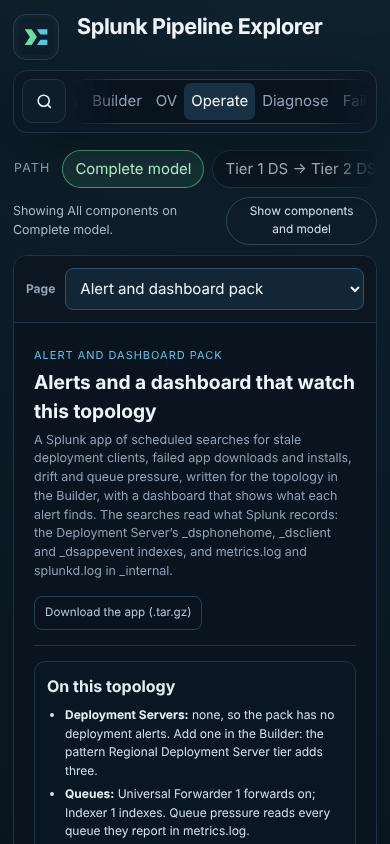 Splunk Pipeline Explorer
Builder OV Operate Diagnose Fai
PATH Complete model Tier 1 DS → Tier 2 DS
Showing All components on
Complete model.
Show components
and model
Page Alert and dashboard pack
ALERT AND DASHBOARD PACK
Alerts and a dashboard that watch
this topology
A Splunk app of scheduled searches for stale
deployment clients, failed app downloads and installs,
drift and queue pressure, written for the topology in
the Builder, with a dashboard that shows what each
alert finds. The searches read what Splunk records:
the Deployment Server’s _dsphonehome, _dsclient
and _dsappevent indexes, and metrics.log and
splunkd.log in _internal.
Download the app (.tar.gz)
On this topology
• Deployment Servers: none, so the pack has no
deployment alerts. Add one in the Builder: the
pattern Regional Deployment Server tier adds
three.
• Queues: Universal Forwarder 1 forwards on;
Indexer 1 indexes. Queue pressure reads every
queue they report in metrics.log.